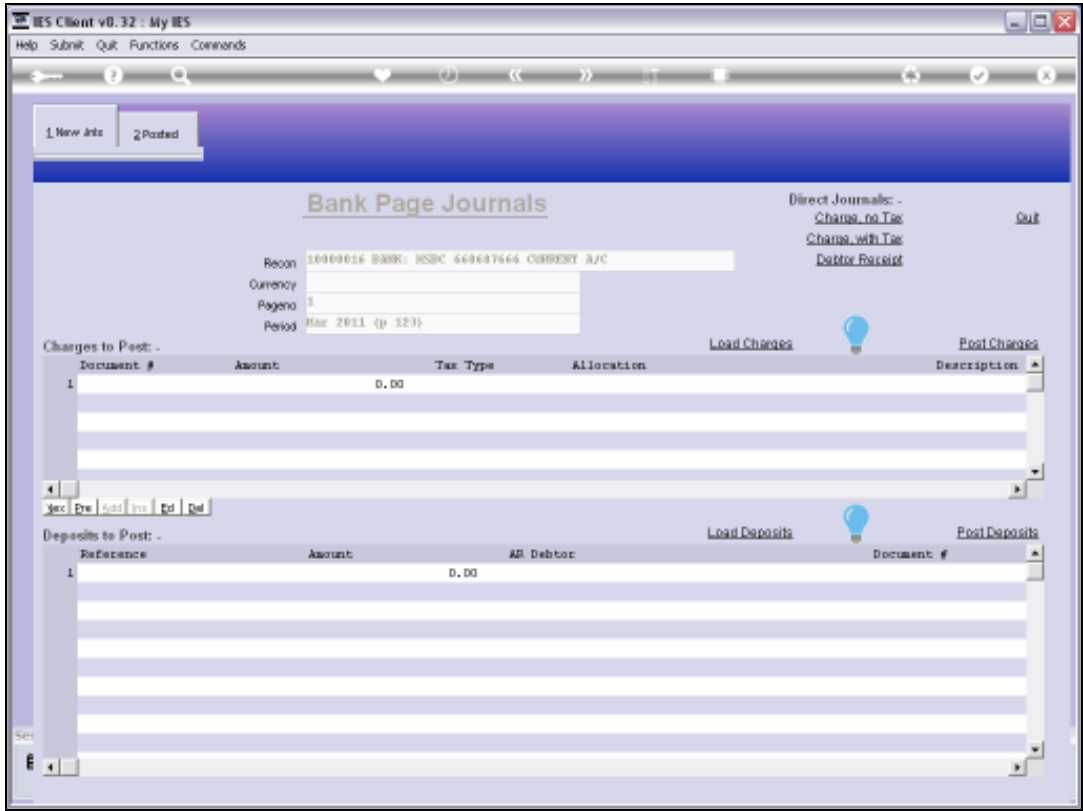 IES Client v8.32 : My IES
Help Submit Quit Functions Commands
1 New Jnls 2 Posted
Bank Page Journals
Direct Journals: -
Charge, no Tax Quit
Charge, with Tax
Debtor Receipt
Recon 10000016 BANK: HSBC 660607666 CURRENT A/C
Currency
Pageno 1
Period Mar 2011 (p 123)
Charges to Post: - Load Charges Post Charges
Document # Amount Tax Type Allocation Description
1 0.00
Nex Pre Add Ins Ed Del
Deposits to Post: - Load Deposits Post Deposits
Reference Amount AR Debtor Document #
1 0.00